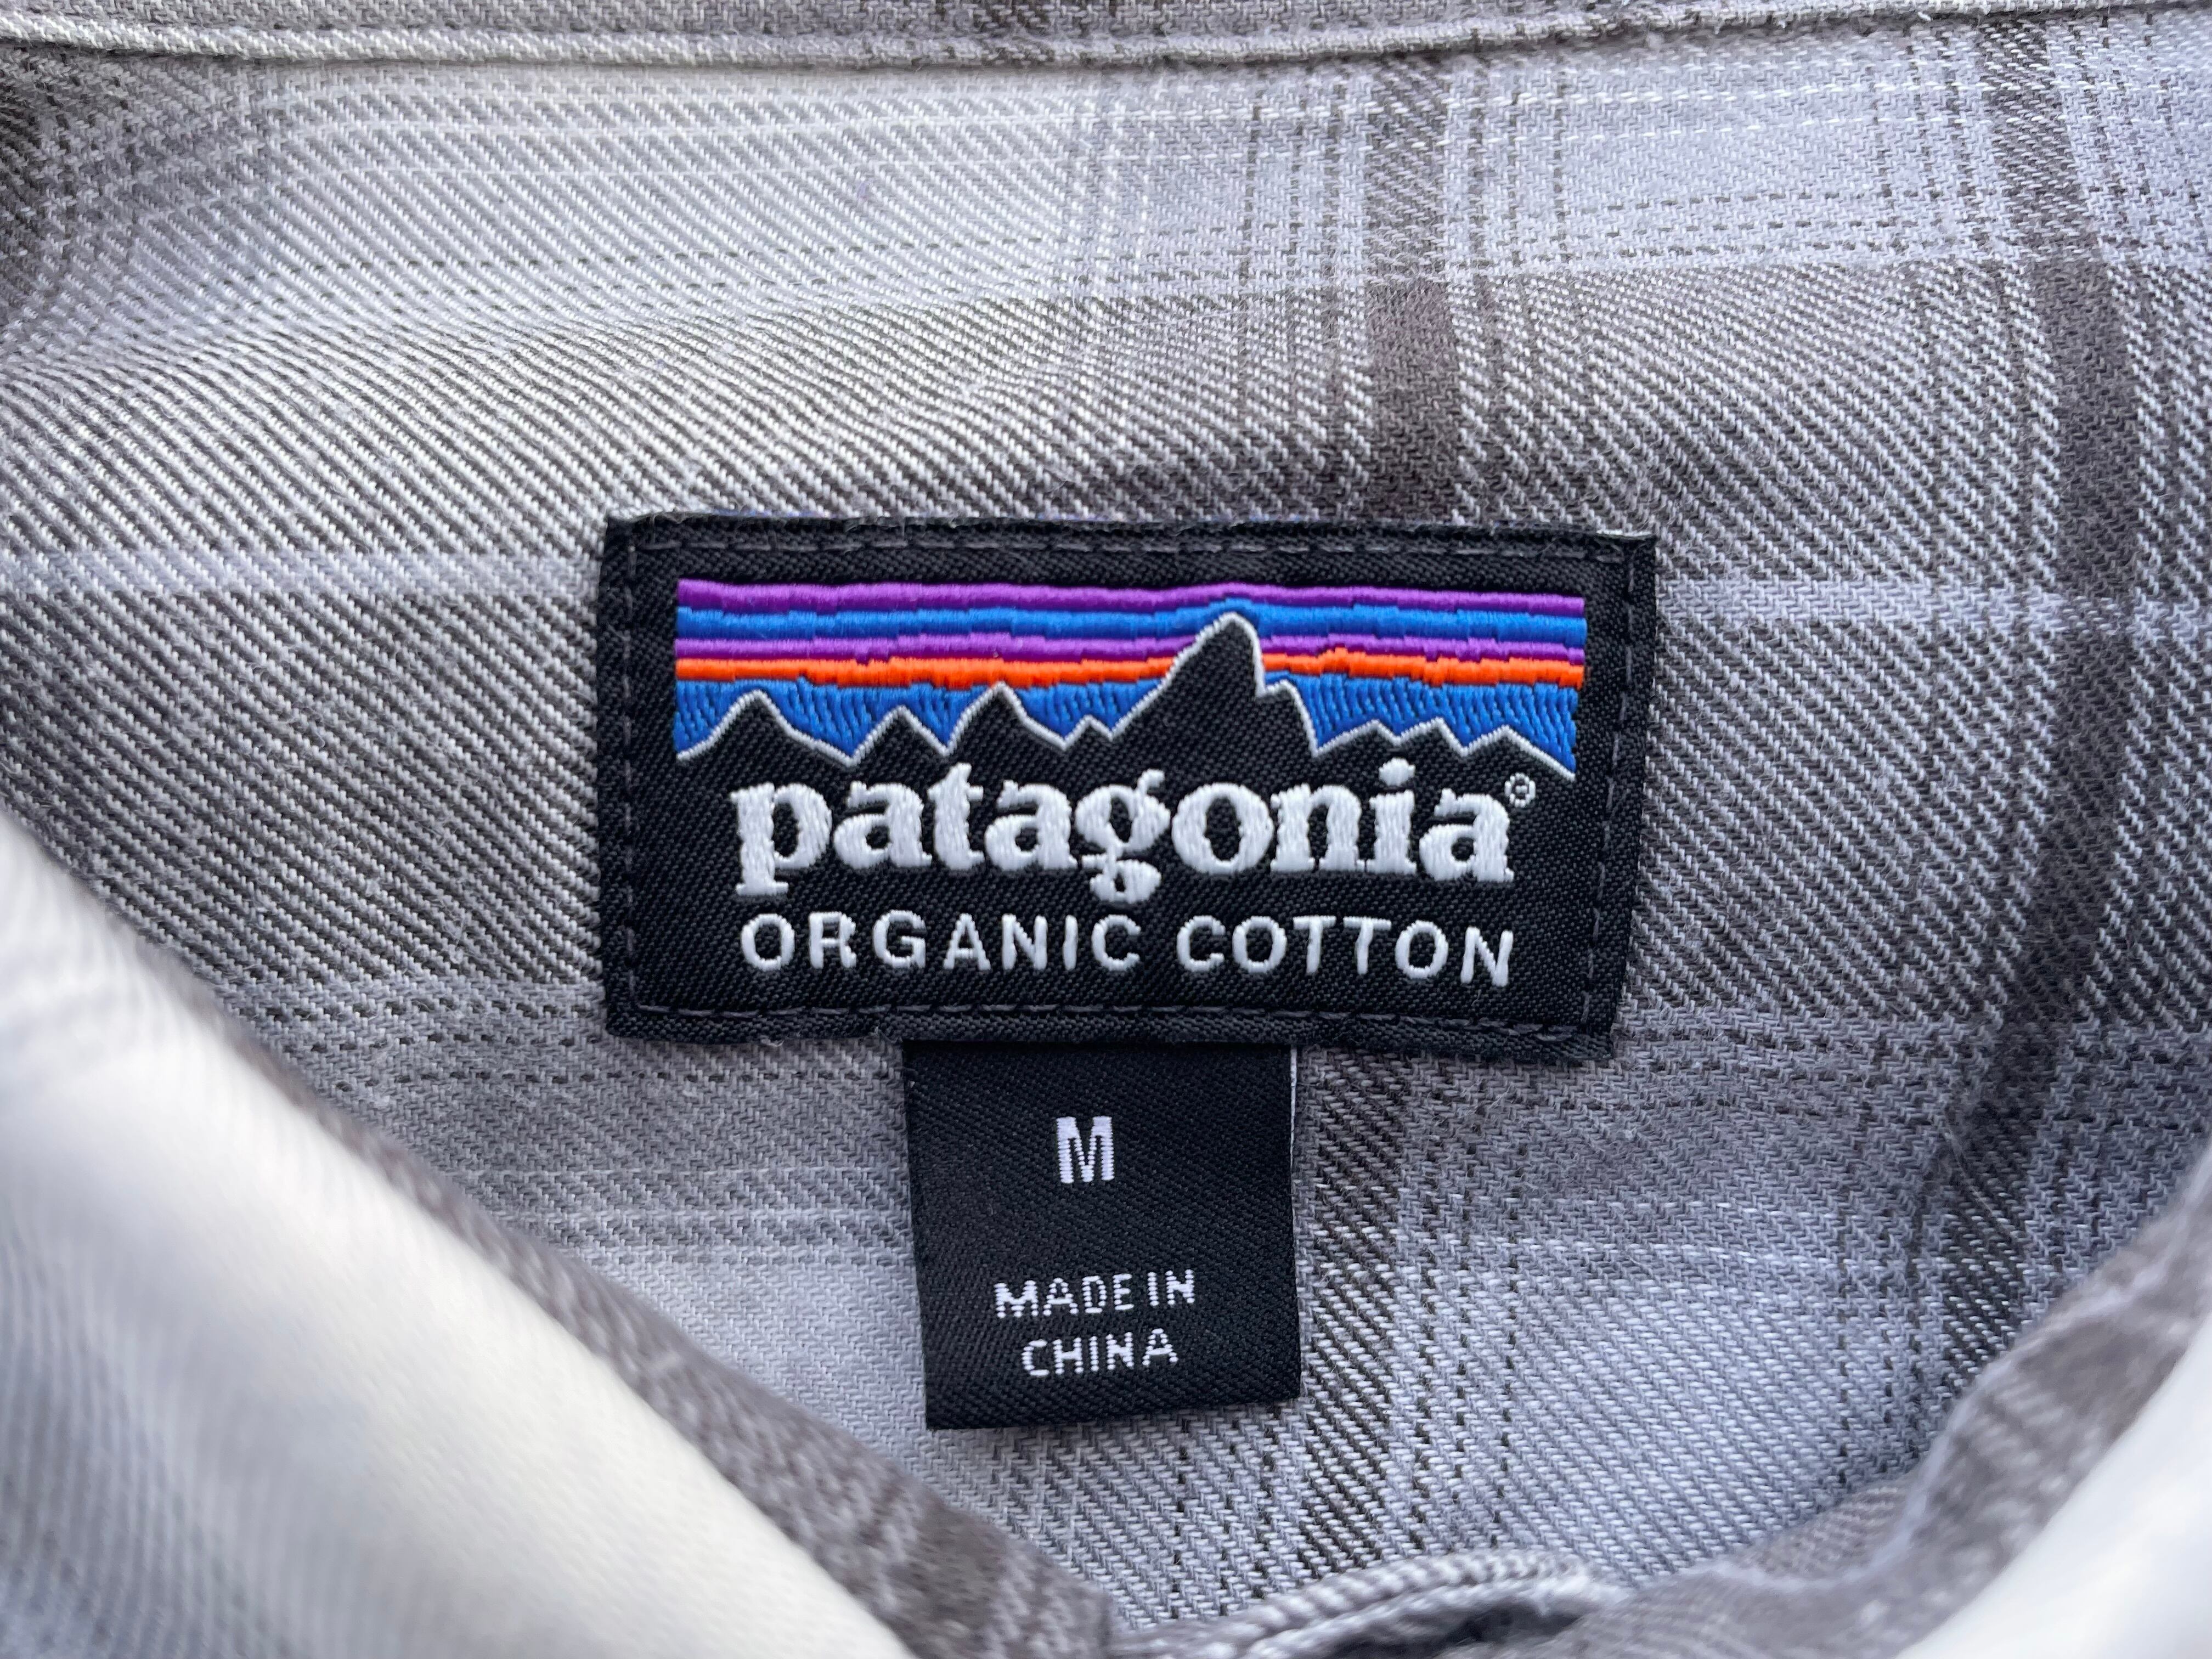 patagonia®
ORGANIC COTTON
M
MADE IN
CHINA